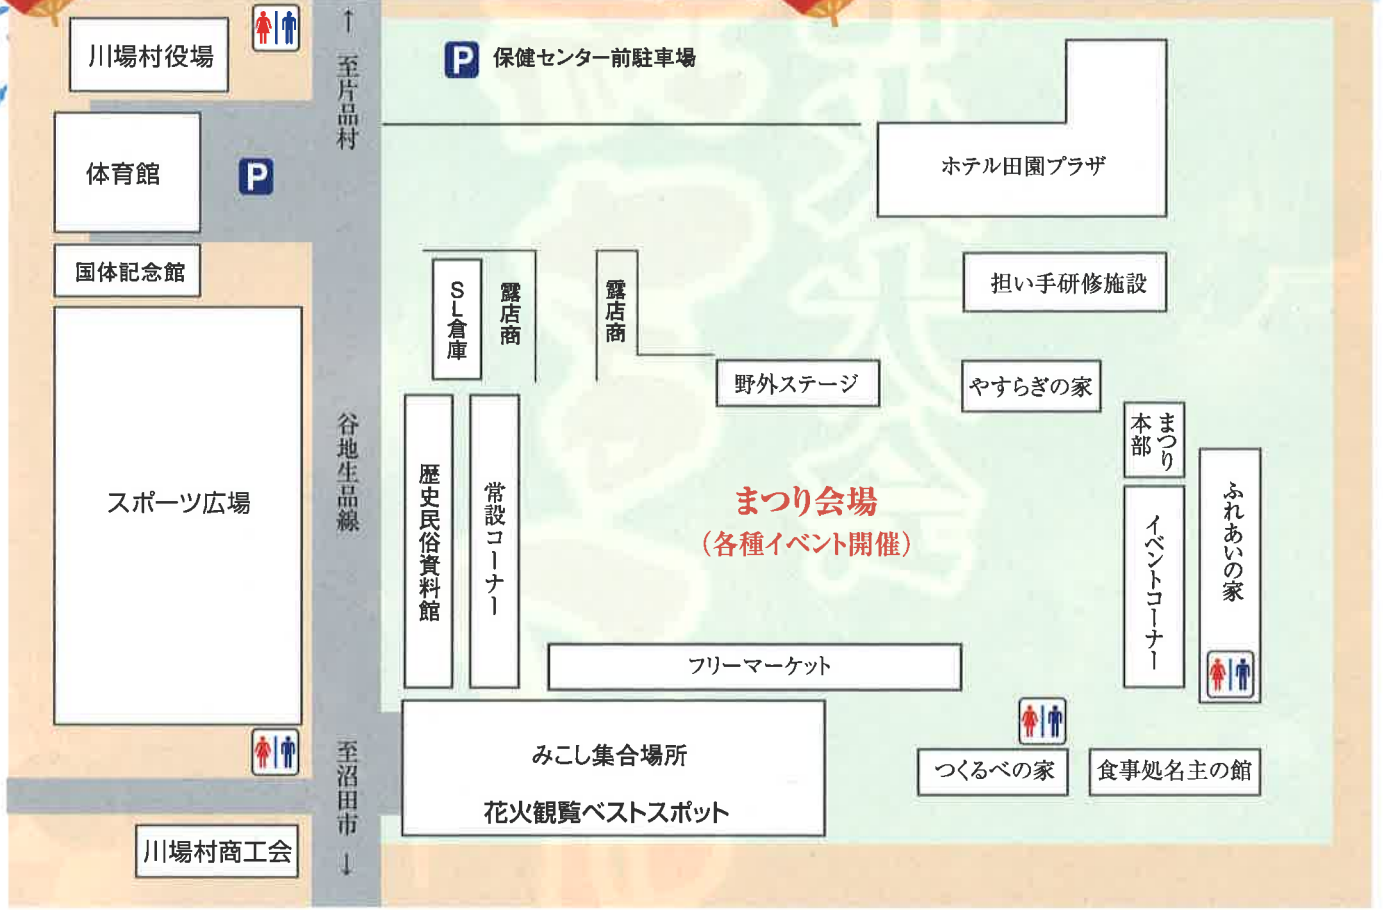 川場村役場
↑
至片品村
P
保健センター前駐車場
体育館
P
ホテル田園プラザ
国体記念館
担い手研修施設
SL倉庫
露店商
露店商
野外ステージ
やすらぎの家
まつり
本部
スポーツ広場
谷地生品線
歴史民俗資料館
常設コーナー
まつり会場
(各種イベント開催)
イベントコーナー
ふれあいの家
フリーマーケット
みこし集合場所
花火観覧ベストスポット
つくるべの家
食事処名主の館
至沼田市
↓
川場村商工会